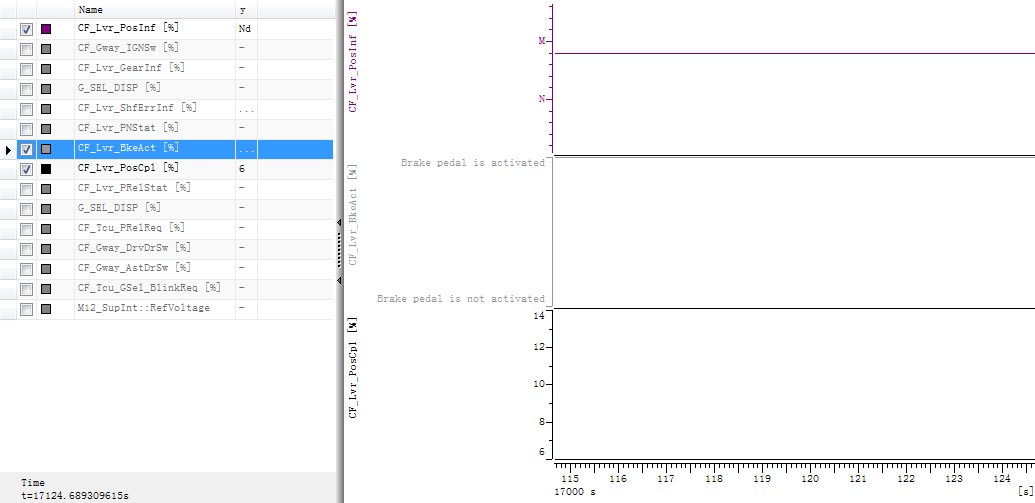 Name y
CF_Lvr_PosInf [%] Nd
CF_Gway_IGNSw [%] -
CF_Lvr_GearInf [%] -
G_SEL_DISP [%] -
CF_Lvr_ShfErrInf [%] ...
CF_Lvr_PNStat [%] -
CF_Lvr_BkeAct [%] ...
CF_Lvr_PosCpl [%] 6
CF_Lvr_PRelStat [%] -
G_SEL_DISP [%] -
CF_Tcu_PRelReq [%] -
CF_Gway_DrvDrSw [%] -
CF_Gway_AstDrSw [%] -
CF_Tcu_GSel_BlinkReq [%] -
M12_SupInt::RefVoltage -
Time
t=17124.689309615s
CF_Lvr_PosInf [%]
M
N
CF_Lvr_BkeAct [%]
Brake pedal is activated
Brake pedal is not activated
CF_Lvr_PosCpl [%]
14
12
10
8
6
115 116 117 118 119 120 121 122 123 124
17000 s [s]